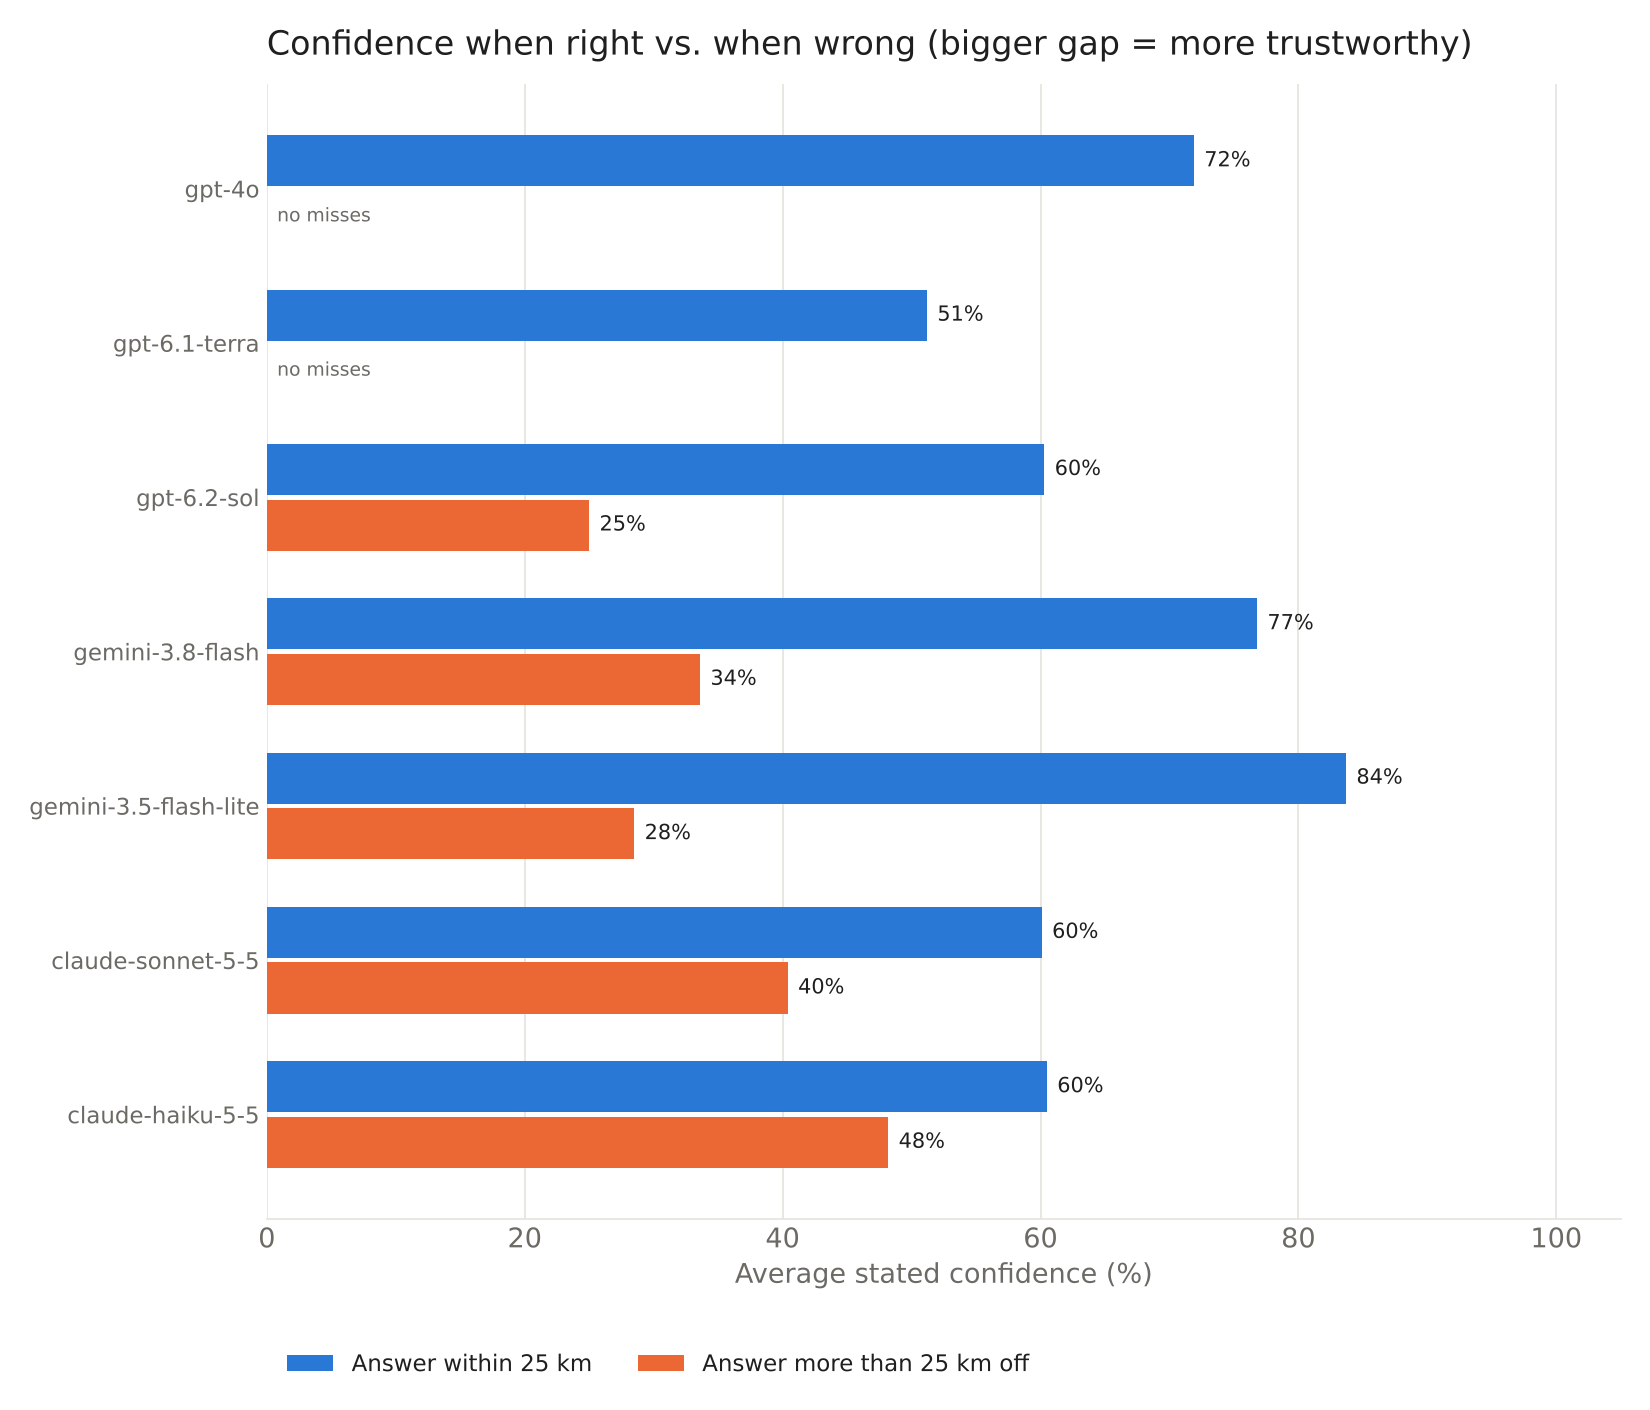 Confidence when right vs. when wrong (bigger gap = more trustworthy)
gpt-4o
72%
no misses
gpt-6.1-terra
51%
no misses
gpt-6.2-sol
60%
25%
gemini-3.8-flash
77%
34%
gemini-3.5-flash-lite
84%
28%
claude-sonnet-5-5
60%
40%
claude-haiku-5-5
60%
48%
0 20 40 60 80 100
Average stated confidence (%)
Answer within 25 km Answer more than 25 km off